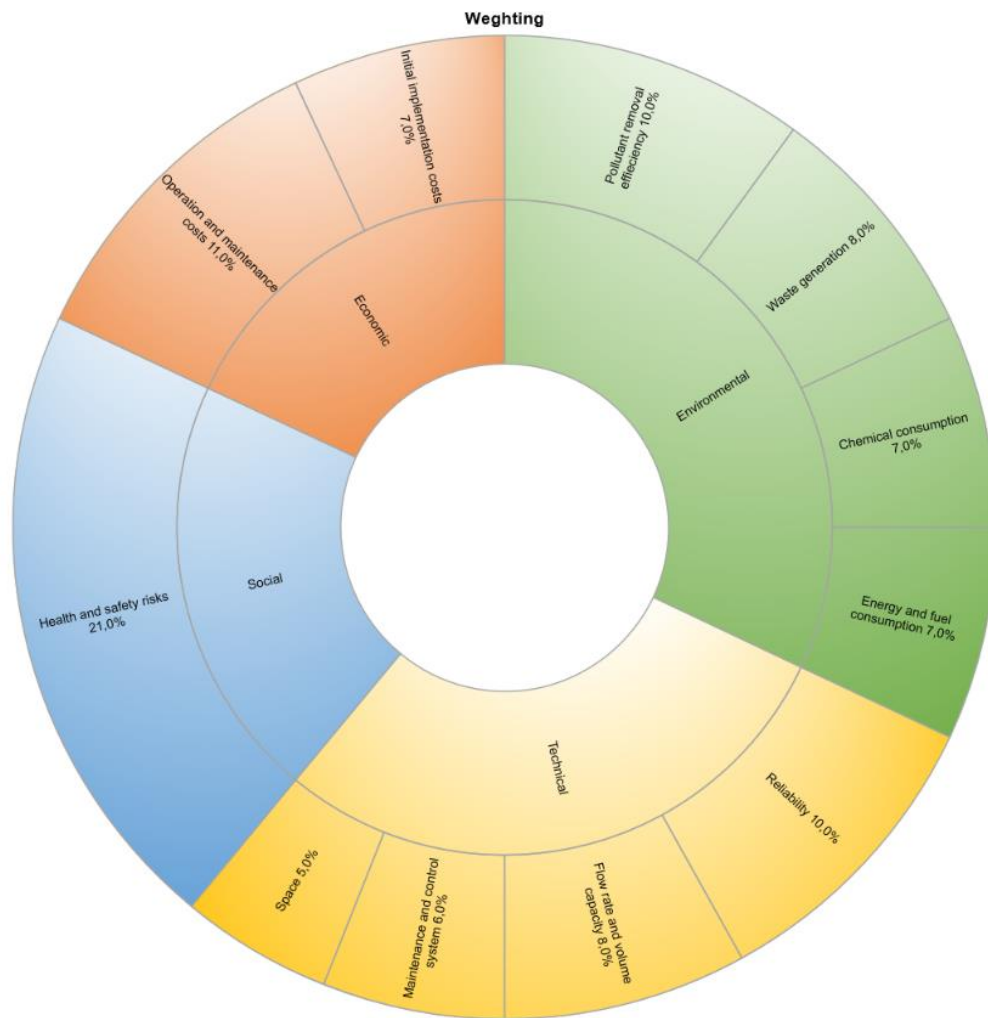 Weghting
Initial implementation costs
7,0%
Operation and maintenance
costs 11,0%
Economic
Pollutant removal
effieciency 10,0%
Waste generation 8,0%
Environmental
Chemical consumption
7,0%
Energy and fuel
consumption 7,0%
Social
Health and safety risks
21,0%
Technical
Reliability 10,0%
Flow rate and volume
capacity 8,0%
Maintenance and control
system 6,0%
Space 5,0%